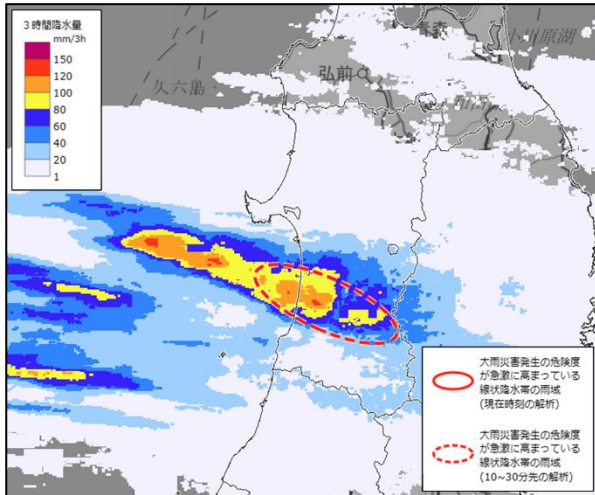 3時間降水量
mm/3h
150
120
100
80
60
40
20
1
久六島
青森
小川原湖
弘前
大雨災害発生の危険度
が急激に高まっている
線状降水帯の雨域
(現在時刻の解析)
大雨災害発生の危険度
が急激に高まっている
線状降水帯の雨域
(10~30分先の解析)